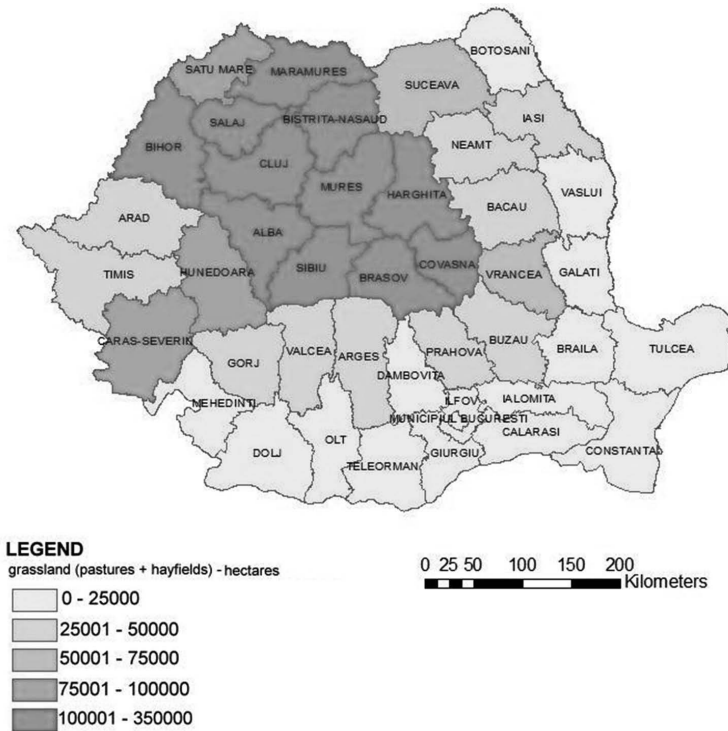 BOTOSANI
SATU MARE
MARAMURES
SUCEAVA
SALAJ
BISTRITA-NASAUD
IASI
BIHOR
NEAMT
CLUJ
MURES
HARGHITA
VASLUI
BACAU
ARAD
ALBA
TIMIS
HUNEDOARA
SIBIU
BRASOV
COVASNA
VRANCEA
GALATI
CARAS-SEVERIN
GORJ
VALCEA
ARGES
PRAHOVA
BUZAU
BRAILA
TULCEA
DAMBOVITA
MEHEDINTI
ILFOV
IALOMITA
MUNICIPIUL BUCURESTI
CALARASI
OLT
DOLJ
TELEORMAN
GIURGIU
CONSTANTA
LEGEND
grassland (pastures + hayfields) - hectares
0 - 25000
25001 - 50000
50001 - 75000
75001 - 100000
100001 - 350000
0 25 50 100 150 200
Kilometers